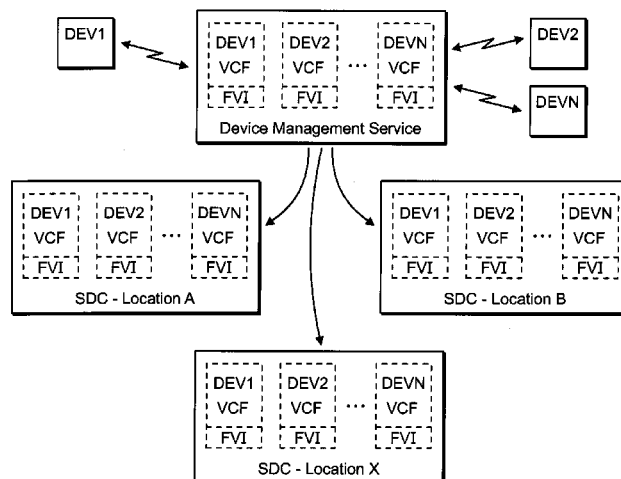 DEV1
DEV1 DEV2 DEVN
VCF VCF ... VCF
FVI FVI FVI
Device Management Service
DEV2
DEVN
DEV1 DEV2 DEVN
VCF VCF ... VCF
FVI FVI FVI
SDC - Location A
DEV1 DEV2 DEVN
VCF VCF ... VCF
FVI FVI FVI
SDC - Location B
DEV1 DEV2 DEVN
VCF VCF ... VCF
FVI FVI FVI
SDC - Location X